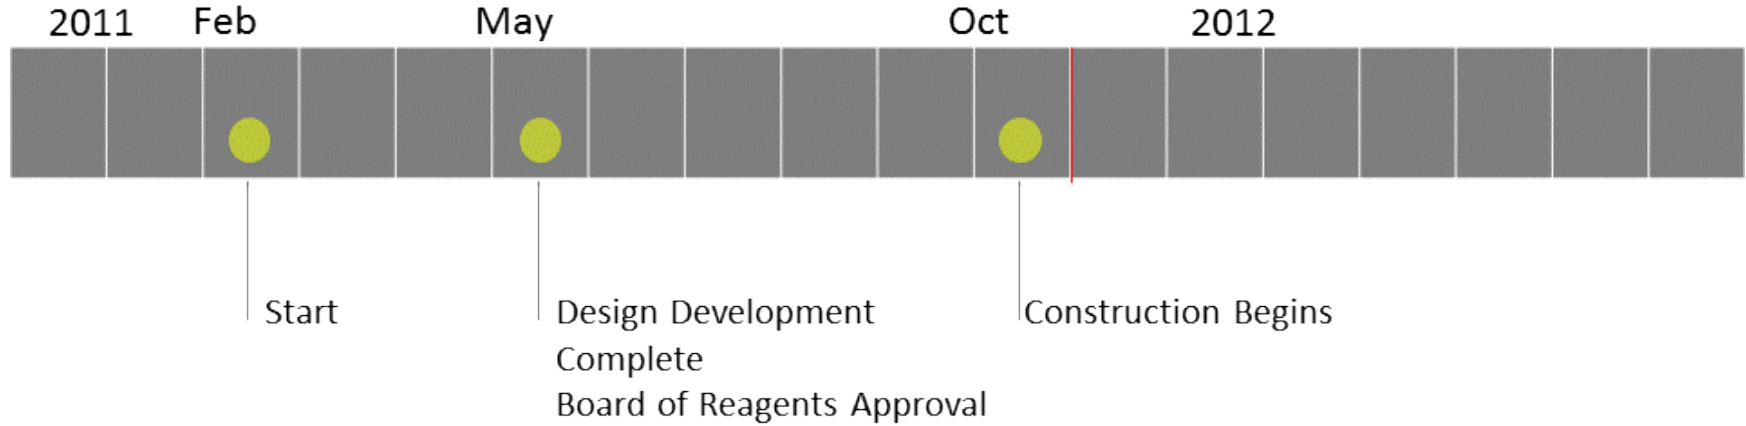 2011 Feb May Oct 2012
Start
Design Development
Complete
Board of Reagents Approval
Construction Begins